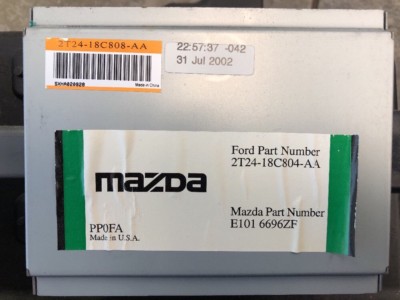 2T24-18C808-AA
Made in China
22:57:37 -042
31 Jul 2002
mazda
Ford Part Number
2T24-18C804-AA
Mazda Part Number
E101 6696ZF
PP0FA
Made in U.S.A.